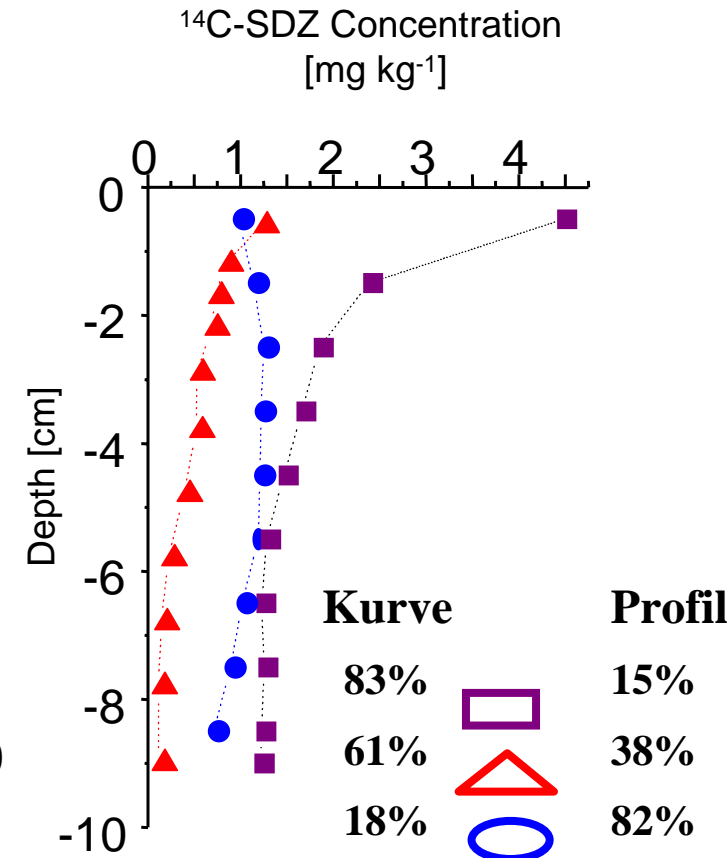 ¹⁴C-SDZ Concentration
[mg kg⁻¹]
0 1 2 3 4
0
-2
-4
-6
-8
-10
Depth [cm]
Kurve Profil
83% 15%
61% 38%
18% 82%
)